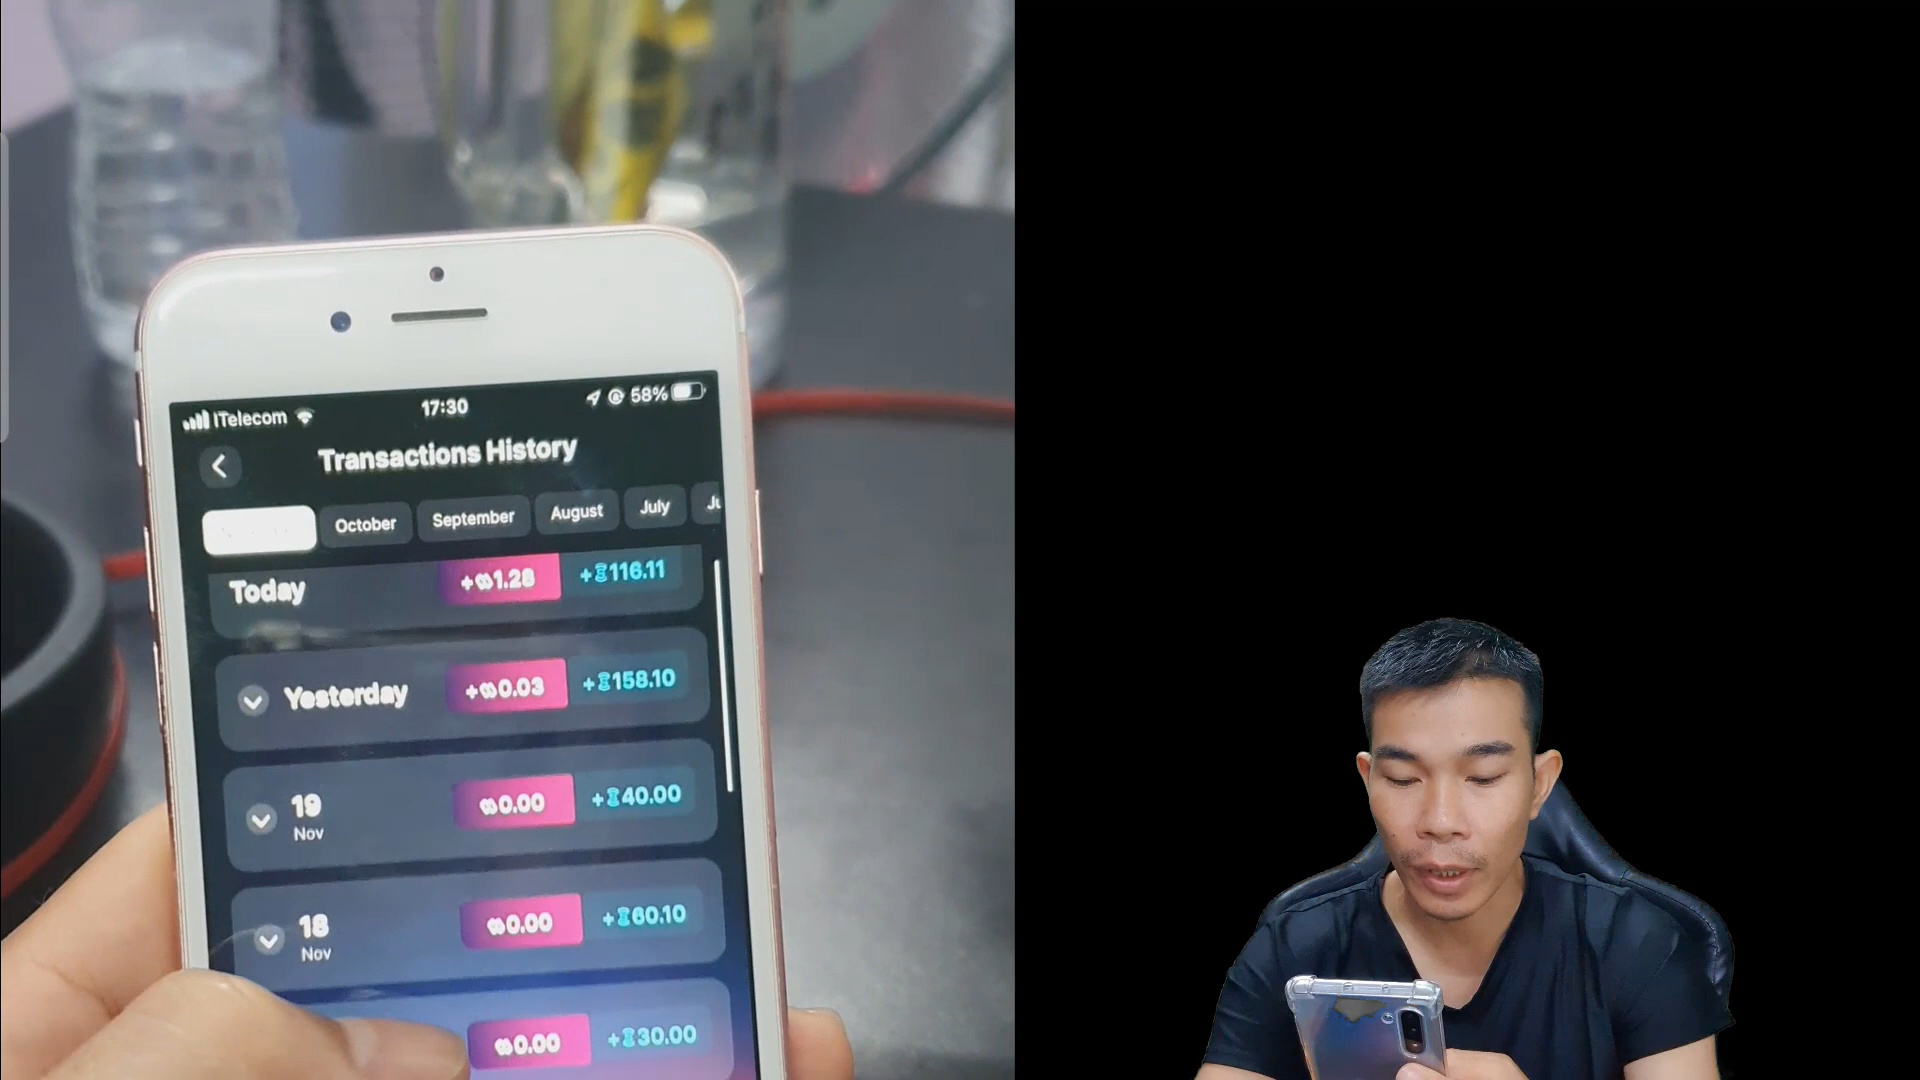 ITelecom 17:30 58%
Transactions History
October September August July
Today +1.28 +116.11
Yesterday +0.03 +158.10
19 Nov 0.00 +40.00
18 Nov 0.00 +60.10
0.00 +30.00